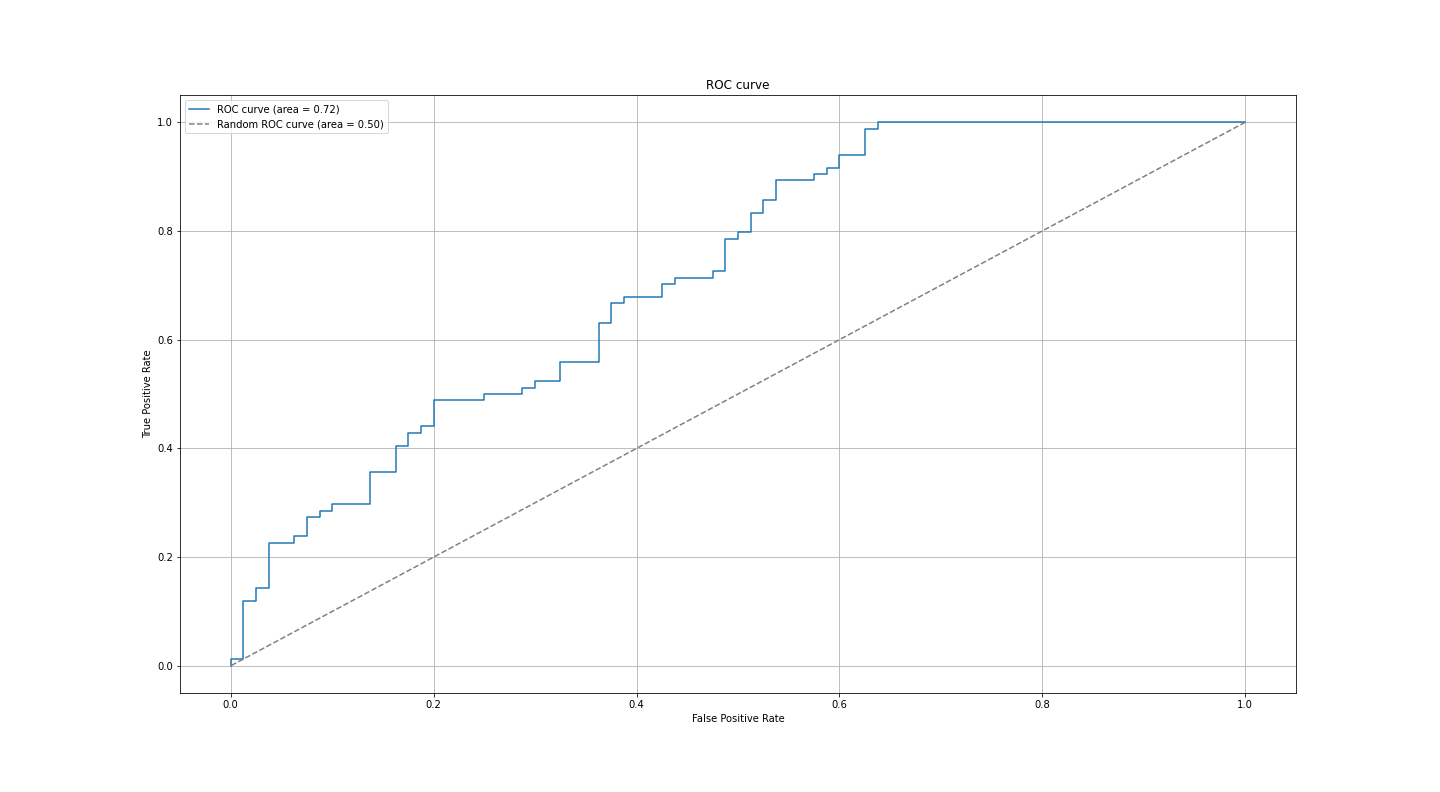 ROC curve
ROC curve (area = 0.72)
Random ROC curve (area = 0.50)
1.0
0.8
0.6
0.4
0.2
0.0
True Positive Rate
0.0 0.2 0.4 0.6 0.8 1.0
False Positive Rate